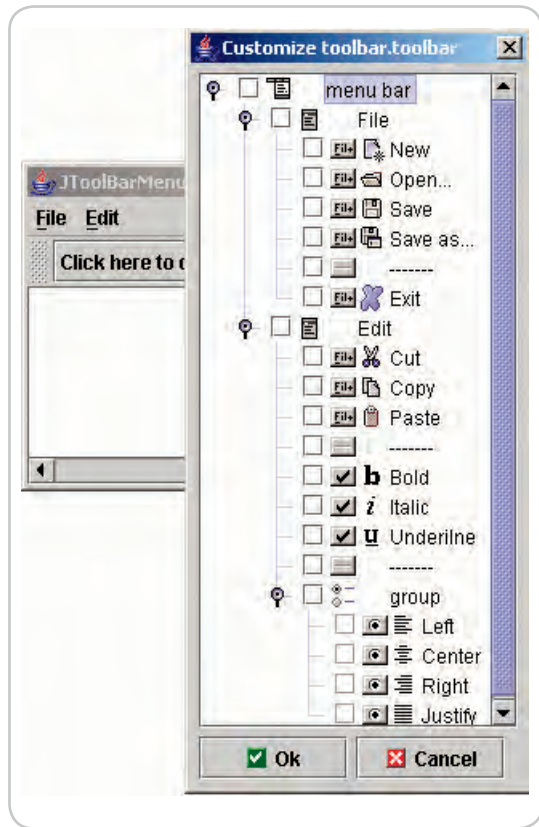 Customize toolbar.toolbar
menu bar
File
New
Open...
Save
Save as...
-------
Exit
Edit
Cut
Copy
Paste
-------
b Bold
i Italic
u Underilne
-------
group
Left
Center
Right
Justify
Ok Cancel
JToolBarMenu
File Edit
Click here to